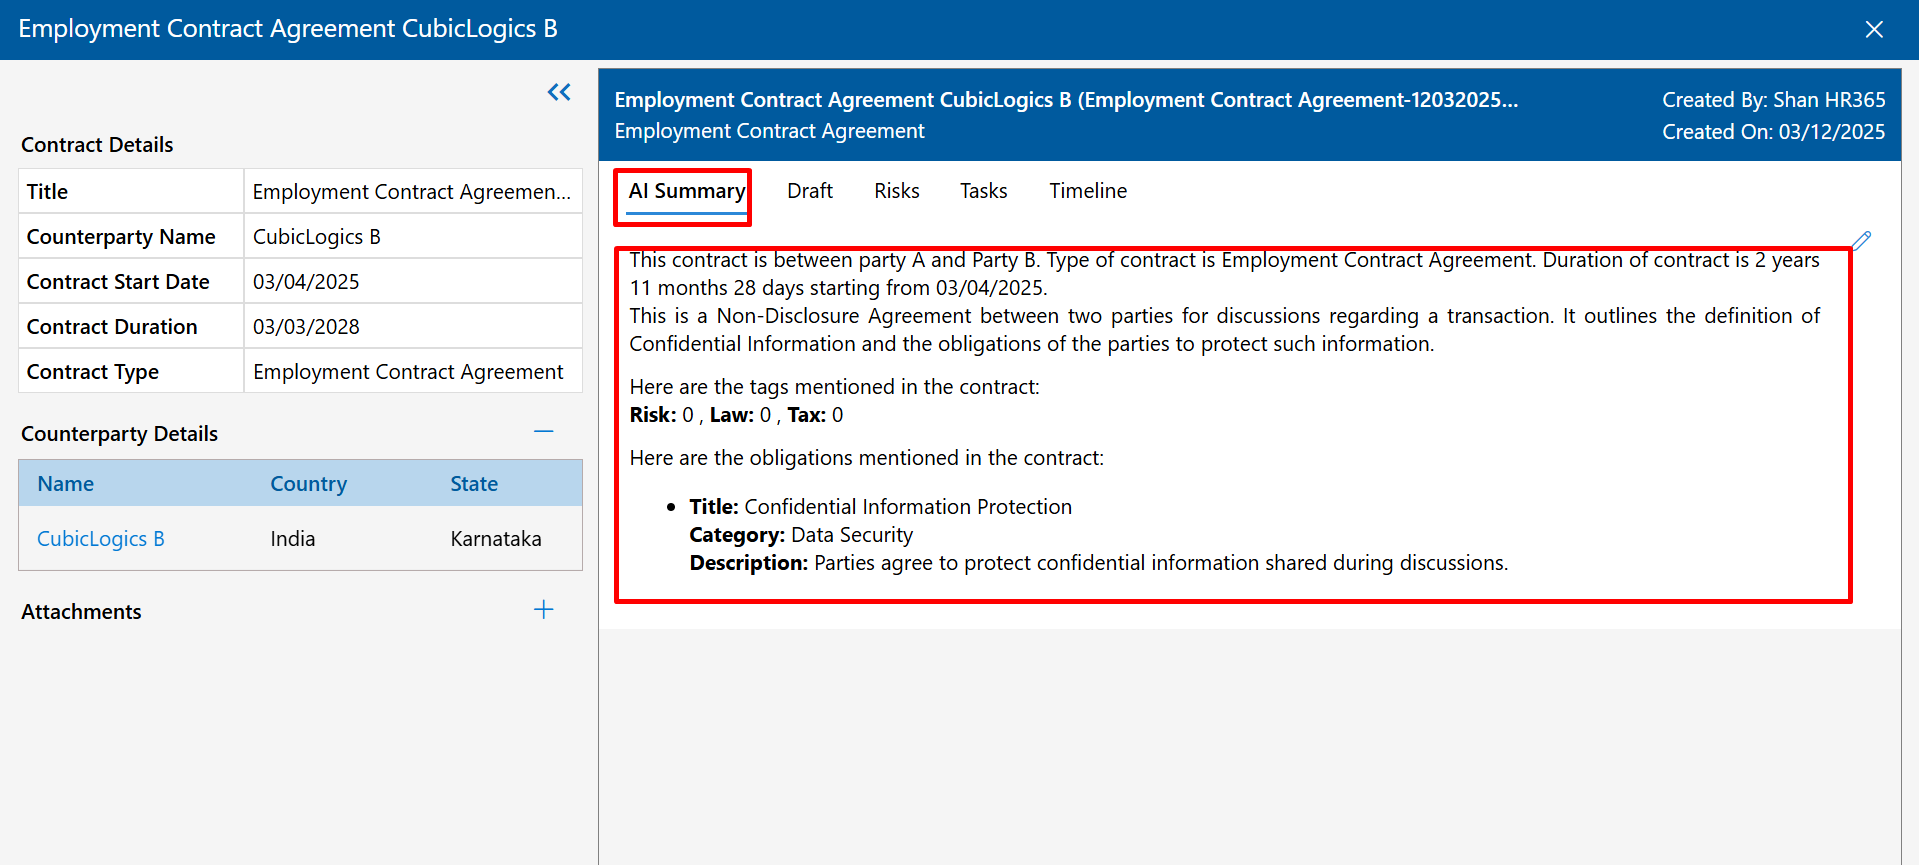 Employment Contract Agreement CubicLogics B
Contract Details
Title Employment Contract Agreemen...
Counterparty Name CubicLogics B
Contract Start Date 03/04/2025
Contract Duration 03/03/2028
Contract Type Employment Contract Agreement
Counterparty Details
Name Country State
CubicLogics B India Karnataka
Attachments
Employment Contract Agreement CubicLogics B (Employment Contract Agreement-12032025...
Employment Contract Agreement
Created By: Shan HR365
Created On: 03/12/2025
AI Summary Draft Risks Tasks Timeline
This contract is between party A and Party B. Type of contract is Employment Contract Agreement. Duration of contract is 2 years
11 months 28 days starting from 03/04/2025.
This is a Non-Disclosure Agreement between two parties for discussions regarding a transaction. It outlines the definition of
Confidential Information and the obligations of the parties to protect such information.
Here are the tags mentioned in the contract:
Risk: 0 , Law: 0 , Tax: 0
Here are the obligations mentioned in the contract:
• Title: Confidential Information Protection
Category: Data Security
Description: Parties agree to protect confidential information shared during discussions.